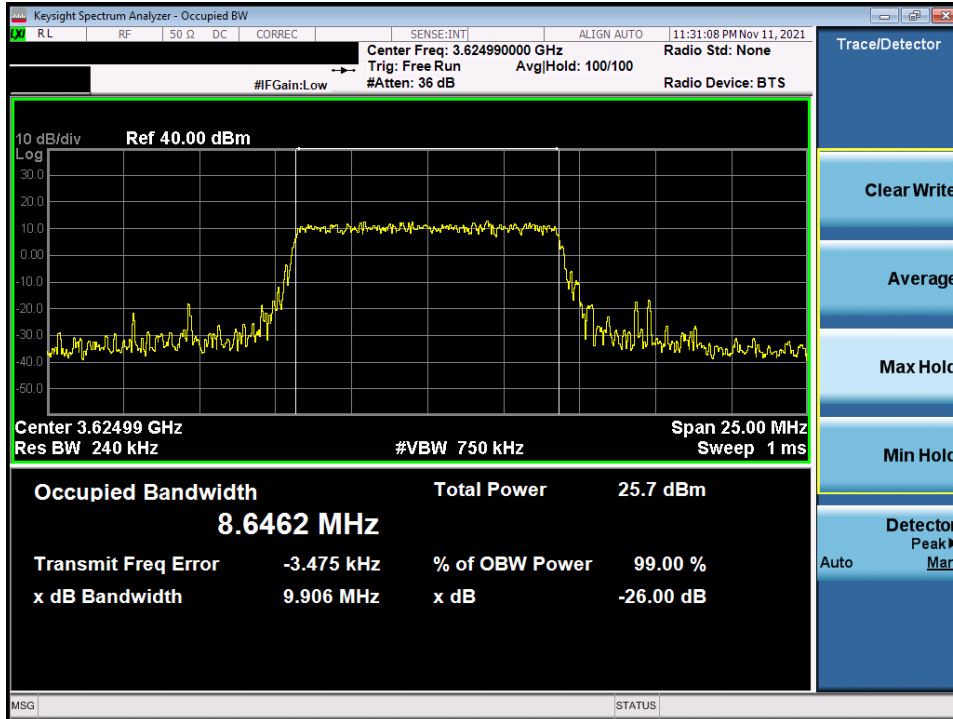 Keysight Spectrum Analyzer - Occupied BW
LXI RL RF 50 Ω DC CORREC SENSE:INT ALIGN AUTO 11:31:08 PM Nov 11, 2021
Center Freq: 3.624990000 GHz Radio Std: None
Trig: Free Run Avg|Hold: 100/100
#IFGain:Low #Atten: 36 dB Radio Device: BTS
10 dB/div Ref 40.00 dBm
Log
30.0
20.0
10.0
0.00
-10.0
-20.0
-30.0
-40.0
-50.0
Center 3.62499 GHz Span 25.00 MHz
Res BW 240 kHz #VBW 750 kHz Sweep 1 ms
Occupied Bandwidth Total Power 25.7 dBm
8.6462 MHz
Transmit Freq Error -3.475 kHz % of OBW Power 99.00 %
x dB Bandwidth 9.906 MHz x dB -26.00 dB
MSG STATUS
Trace/Detector
Clear Write
Average
Max Hold
Min Hold
Detector
Peak
Auto Man